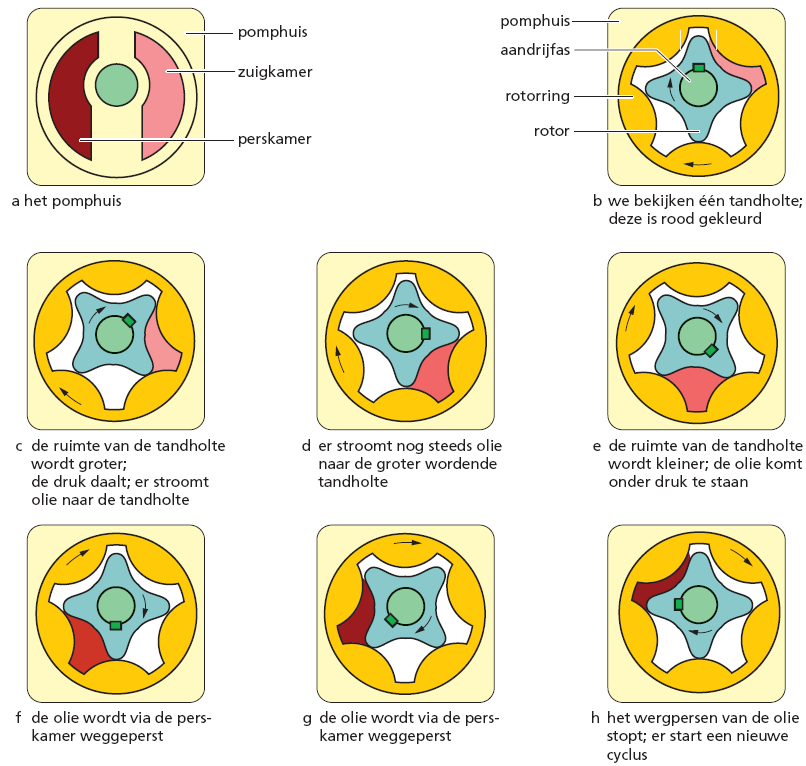 pomphuis
zuigkamer
perskamer
a het pomphuis
pomphuis
aandrijfas
rotorring
rotor
b we bekijken één tandholte;
deze is rood gekleurd
c de ruimte van de tandholte
wordt groter;
de druk daalt; er stroomt
olie naar de tandholte
d er stroomt nog steeds olie
naar de groter wordende
tandholte
e de ruimte van de tandholte
wordt kleiner; de olie komt
onder druk te staan
f de olie wordt via de pers-
kamer weggeperst
g de olie wordt via de pers-
kamer weggeperst
h het wergpersen van de olie
stopt; er start een nieuwe
cyclus